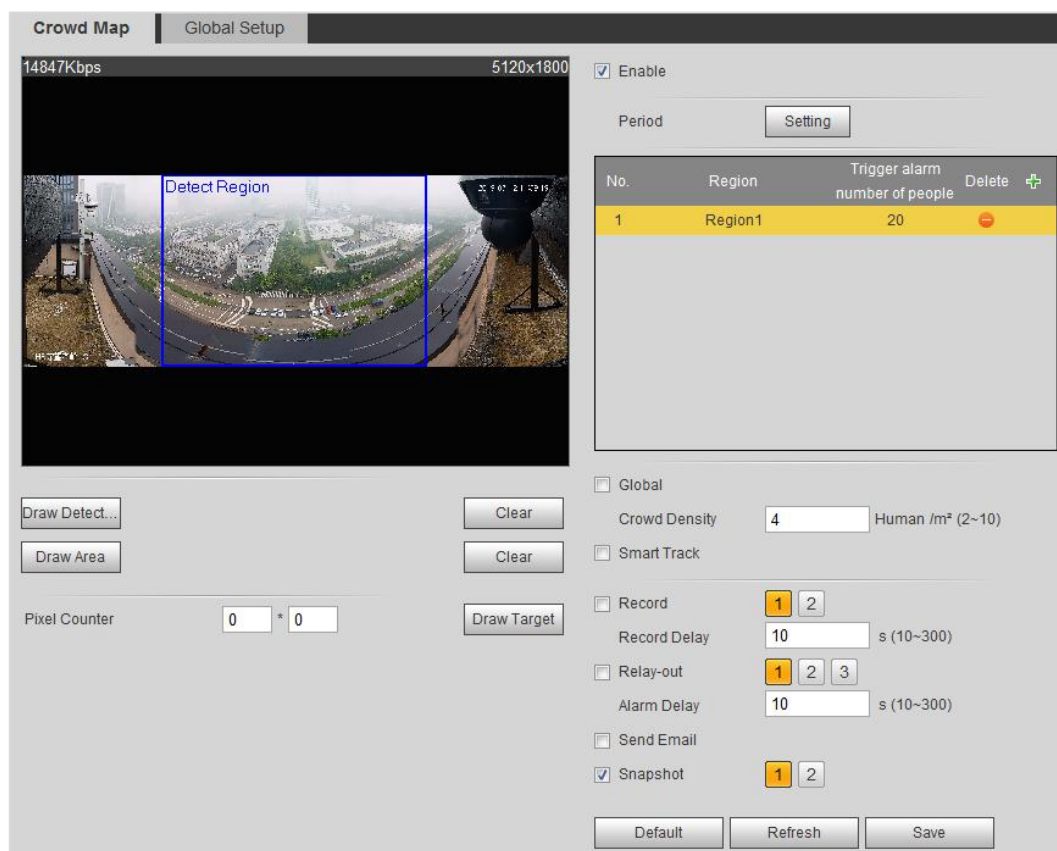 Crowd Map
Global Setup
14847Kbps
5120x1800
Detect Region
Draw Detect...
Clear
Draw Area
Clear
Pixel Counter
0 * 0
Draw Target
Enable
Period
Setting
No.
Region
Trigger alarm
number of people
Delete
1
Region1
20
Global
Crowd Density
4
Human /m² (2~10)
Smart Track
Record
1 2
Record Delay
10
s (10~300)
Relay-out
1 2 3
Alarm Delay
10
s (10~300)
Send Email
Snapshot
1 2
Default
Refresh
Save